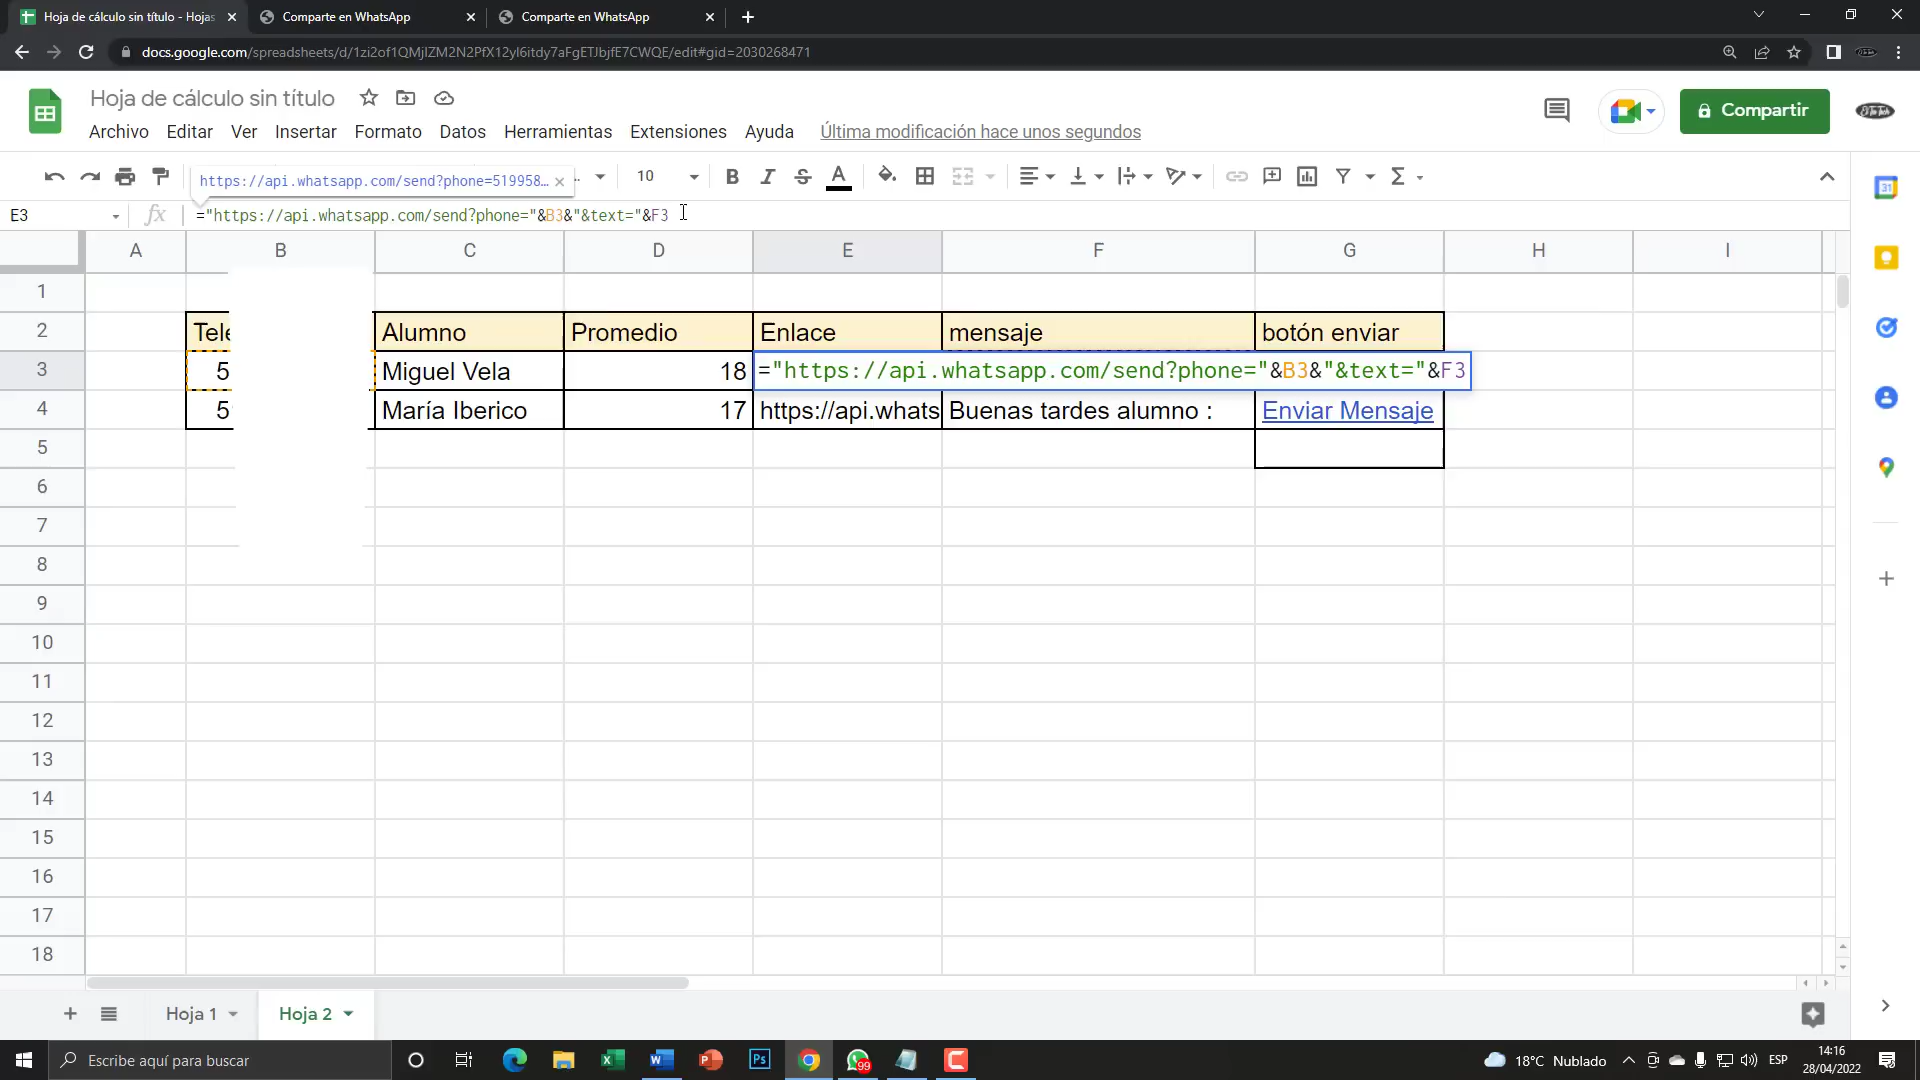 Hoja de cálculo sin título - Hojas
Comparte en WhatsApp
Comparte en WhatsApp
docs.google.com/spreadsheets/d/1zi2of1QMjIZM2N2PfX12yl6itdy7aFgETJbjfE7CWQE/edit#gid=2030268471
Hoja de cálculo sin título
Compartir
Archivo Editar Ver Insertar Formato Datos Herramientas Extensiones Ayuda Última modificación hace unos segundos
https://api.whatsapp.com/send?phone=519958...
10
E3
="https://api.whatsapp.com/send?phone="&B3&"&text="&F3
A B C D E F G H I
1
2 Tele Alumno Promedio Enlace mensaje botón enviar
3 5 Miguel Vela 18 ="https://api.whatsapp.com/send?phone="&B3&"&text="&F3
4 5 María Iberico 17 https://api.whats Buenas tardes alumno : Enviar Mensaje
5
6
7
8
9
10
11
12
13
14
15
16
17
18
Hoja 1 Hoja 2
Escribe aquí para buscar
99
18°C Nublado
ESP
14:16
28/04/2022